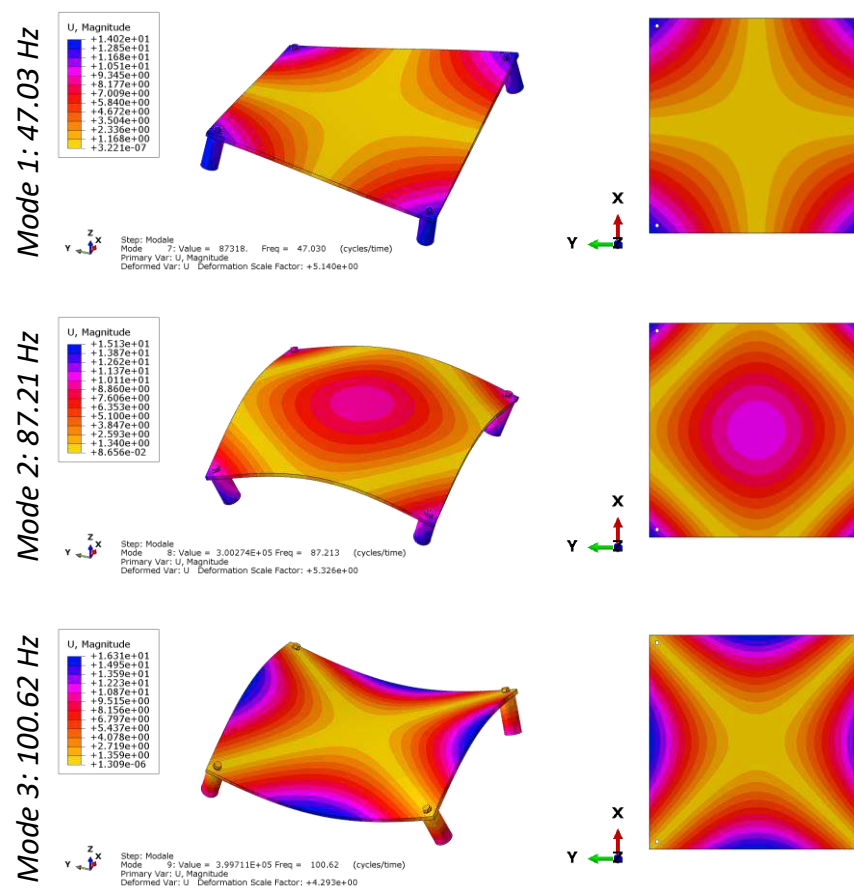 Mode 1: 47.03 Hz
U, Magnitude
+1.402e+01
+1.285e+01
+1.168e+01
+1.051e+01
+9.345e+00
+8.177e+00
+7.009e+00
+5.840e+00
+4.672e+00
+3.504e+00
+2.336e+00
+1.168e+00
+3.221e-07
Z
X
Y
Step: Modale
Mode 7: Value = 87318. Freq = 47.030 (cycles/time)
Primary Var: U, Magnitude
Deformed Var: U Deformation Scale Factor: +5.140e+00
X
Y
Z
Mode 2: 87.21 Hz
U, Magnitude
+1.513e+01
+1.387e+01
+1.262e+01
+1.137e+01
+1.011e+01
+8.860e+00
+7.606e+00
+6.353e+00
+5.100e+00
+3.847e+00
+2.593e+00
+1.340e+00
+8.656e-02
Z
X
Y
Step: Modale
Mode 8: Value = 3.00274E+05 Freq = 87.213 (cycles/time)
Primary Var: U, Magnitude
Deformed Var: U Deformation Scale Factor: +5.326e+00
X
Y
Z
Mode 3: 100.62 Hz
U, Magnitude
+1.631e+01
+1.495e+01
+1.359e+01
+1.223e+01
+1.087e+01
+9.515e+00
+8.156e+00
+6.797e+00
+5.437e+00
+4.078e+00
+2.719e+00
+1.359e+00
+1.309e-06
Z
X
Y
Step: Modale
Mode 9: Value = 3.99711E+05 Freq = 100.62 (cycles/time)
Primary Var: U, Magnitude
Deformed Var: U Deformation Scale Factor: +4.293e+00
X
Y
Z